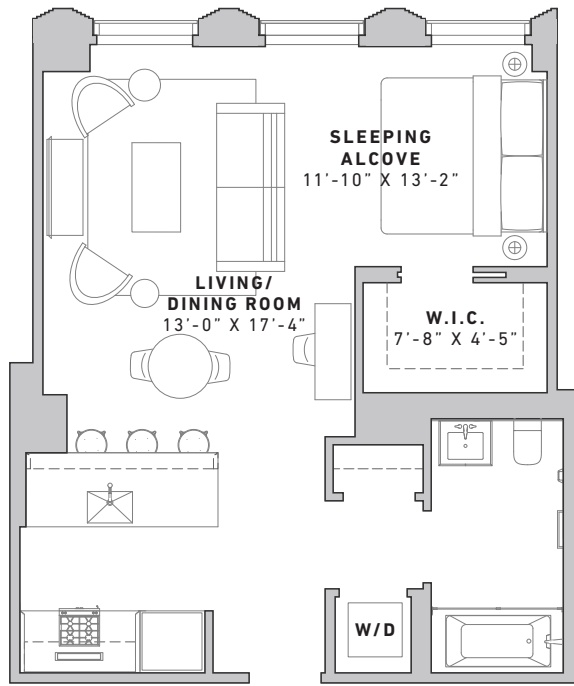 SLEEPING
ALCOVE
11'-10" X 13'-2"
LIVING/
DINING ROOM
13'-0" X 17'-4"
W.I.C.
7'-8" X 4'-5"
W/D